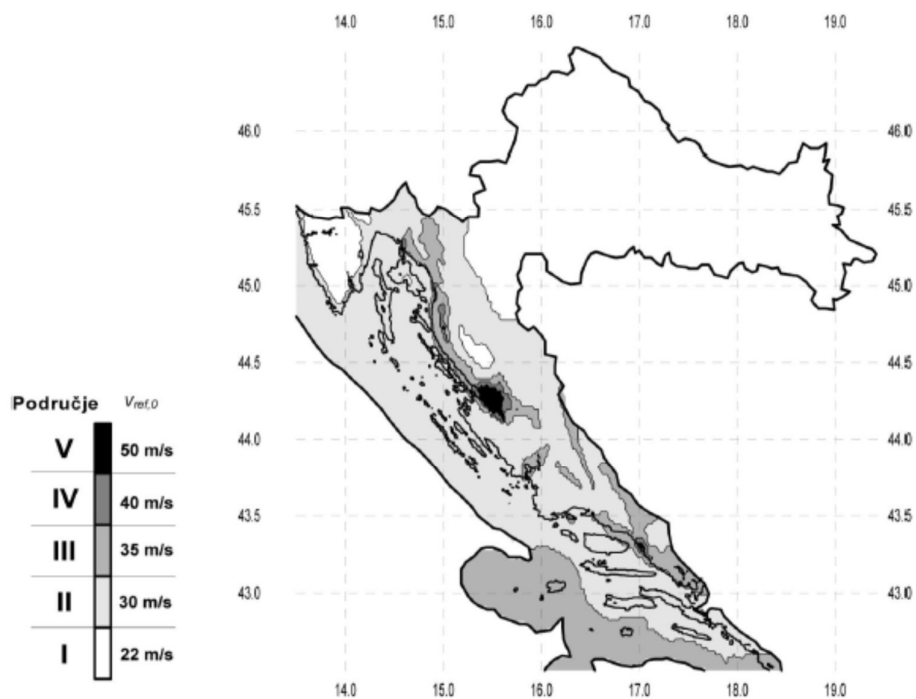 14.0 15.0 16.0 17.0 18.0 19.0
46.0 46.0
45.5 45.5
45.0 45.0
44.5 44.5
44.0 44.0
43.5 43.5
43.0 43.0
14.0 15.0 16.0 17.0 18.0 19.0
Područje Vref,0
V 50 m/s
IV 40 m/s
III 35 m/s
II 30 m/s
I 22 m/s